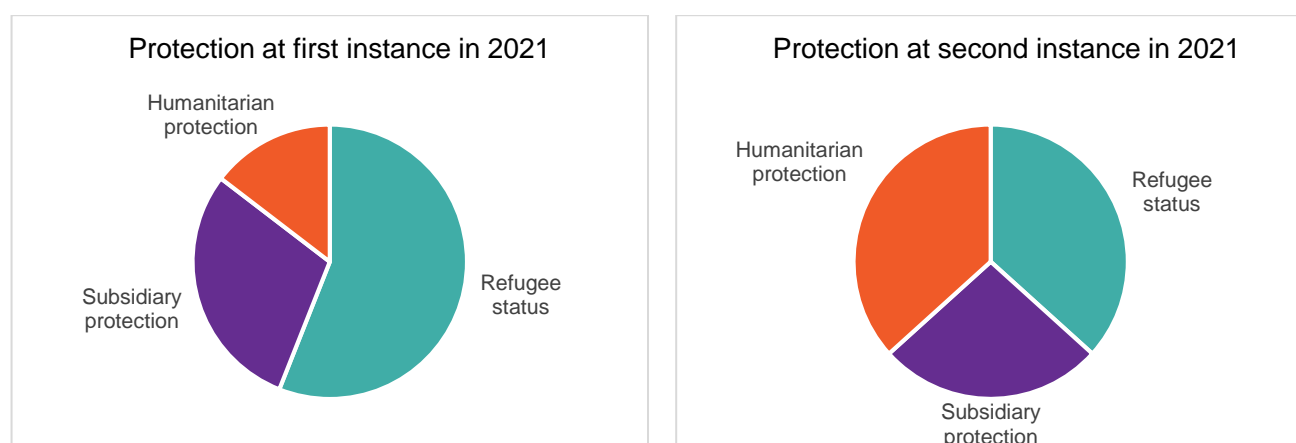 Protection at first instance in 2021
Humanitarian
protection
Subsidiary
protection
Refugee
status
Protection at second instance in 2021
Humanitarian
protection
Refugee
status
Subsidiary
protection